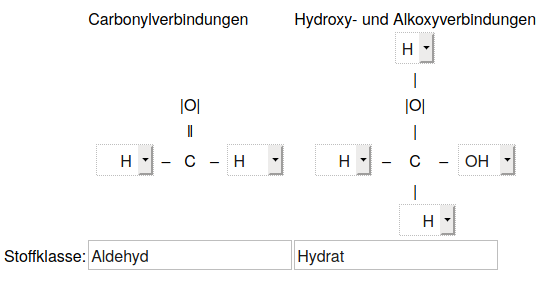 Carbonylverbindungen Hydroxy- und Alkoxyverbindungen
H
|
|O| |O|
‖ |
H – C – H H – C – OH
|
H
Stoffklasse: Aldehyd Hydrat